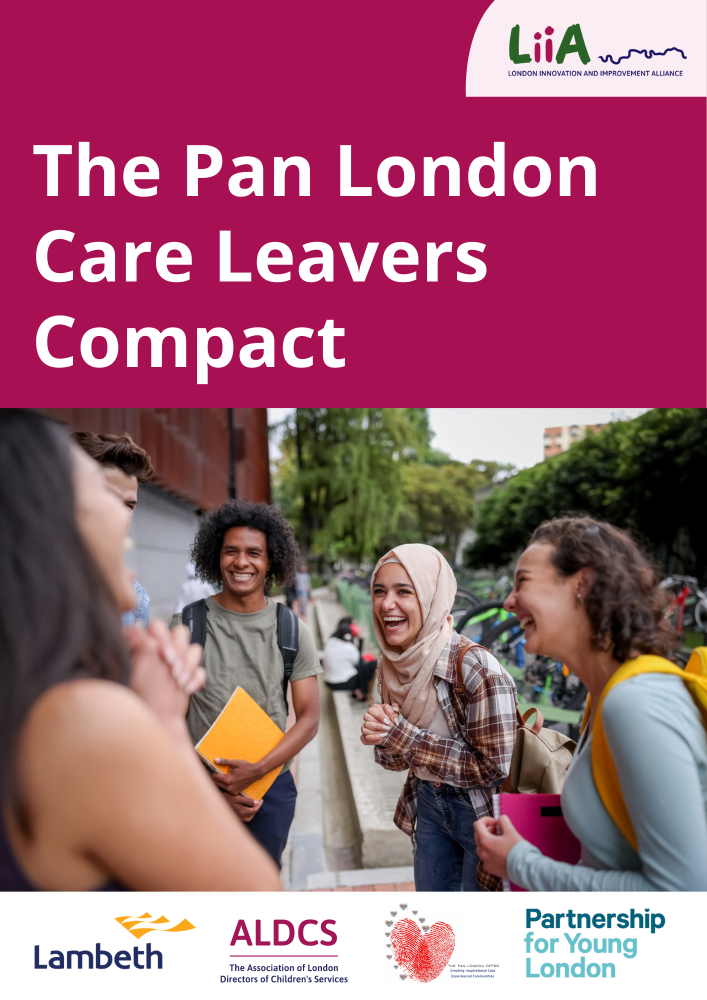 LiiA
LONDON INNOVATION AND IMPROVEMENT ALLIANCE
The Pan London
Care Leavers
Compact
Lambeth
ALDCS
The Association of London
Directors of Children's Services
THE PAN LONDON OFFER
Creating Inspirational Care
Experienced Communities
Partnership
for Young
London